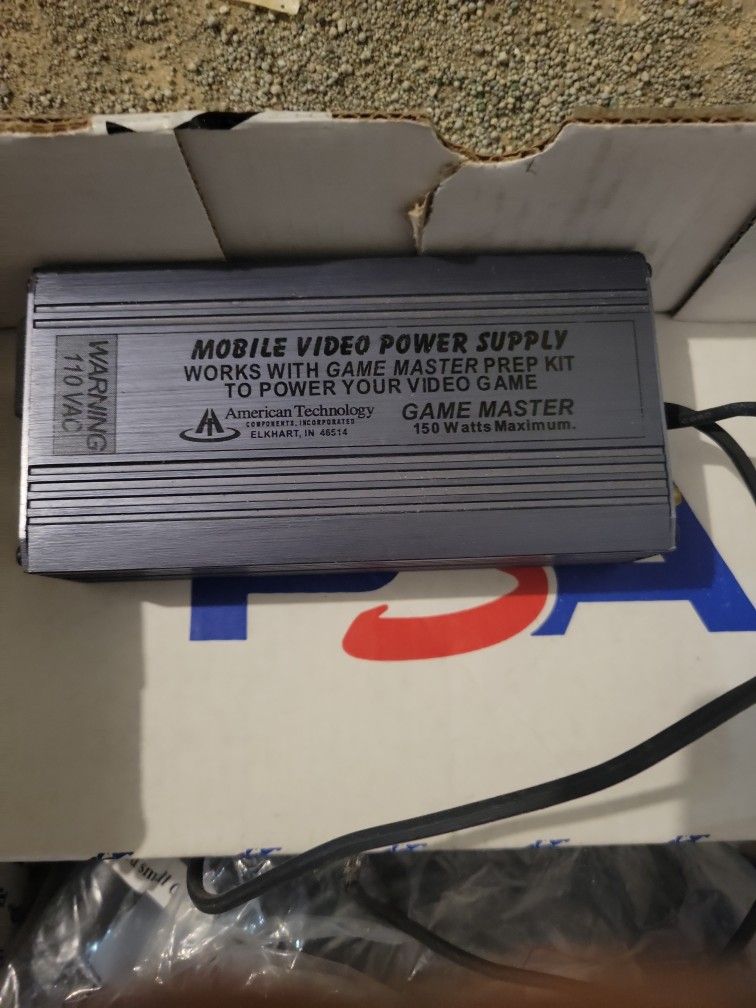 MOBILE VIDEO POWER SUPPLY
WORKS WITH GAME MASTER PREP KIT
TO POWER YOUR VIDEO GAME
WARNING
110 VAC
American Technology
COMPONENTS, INCORPORATED
ELKHART, IN 46514
GAME MASTER
150 Watts Maximum.
PSA